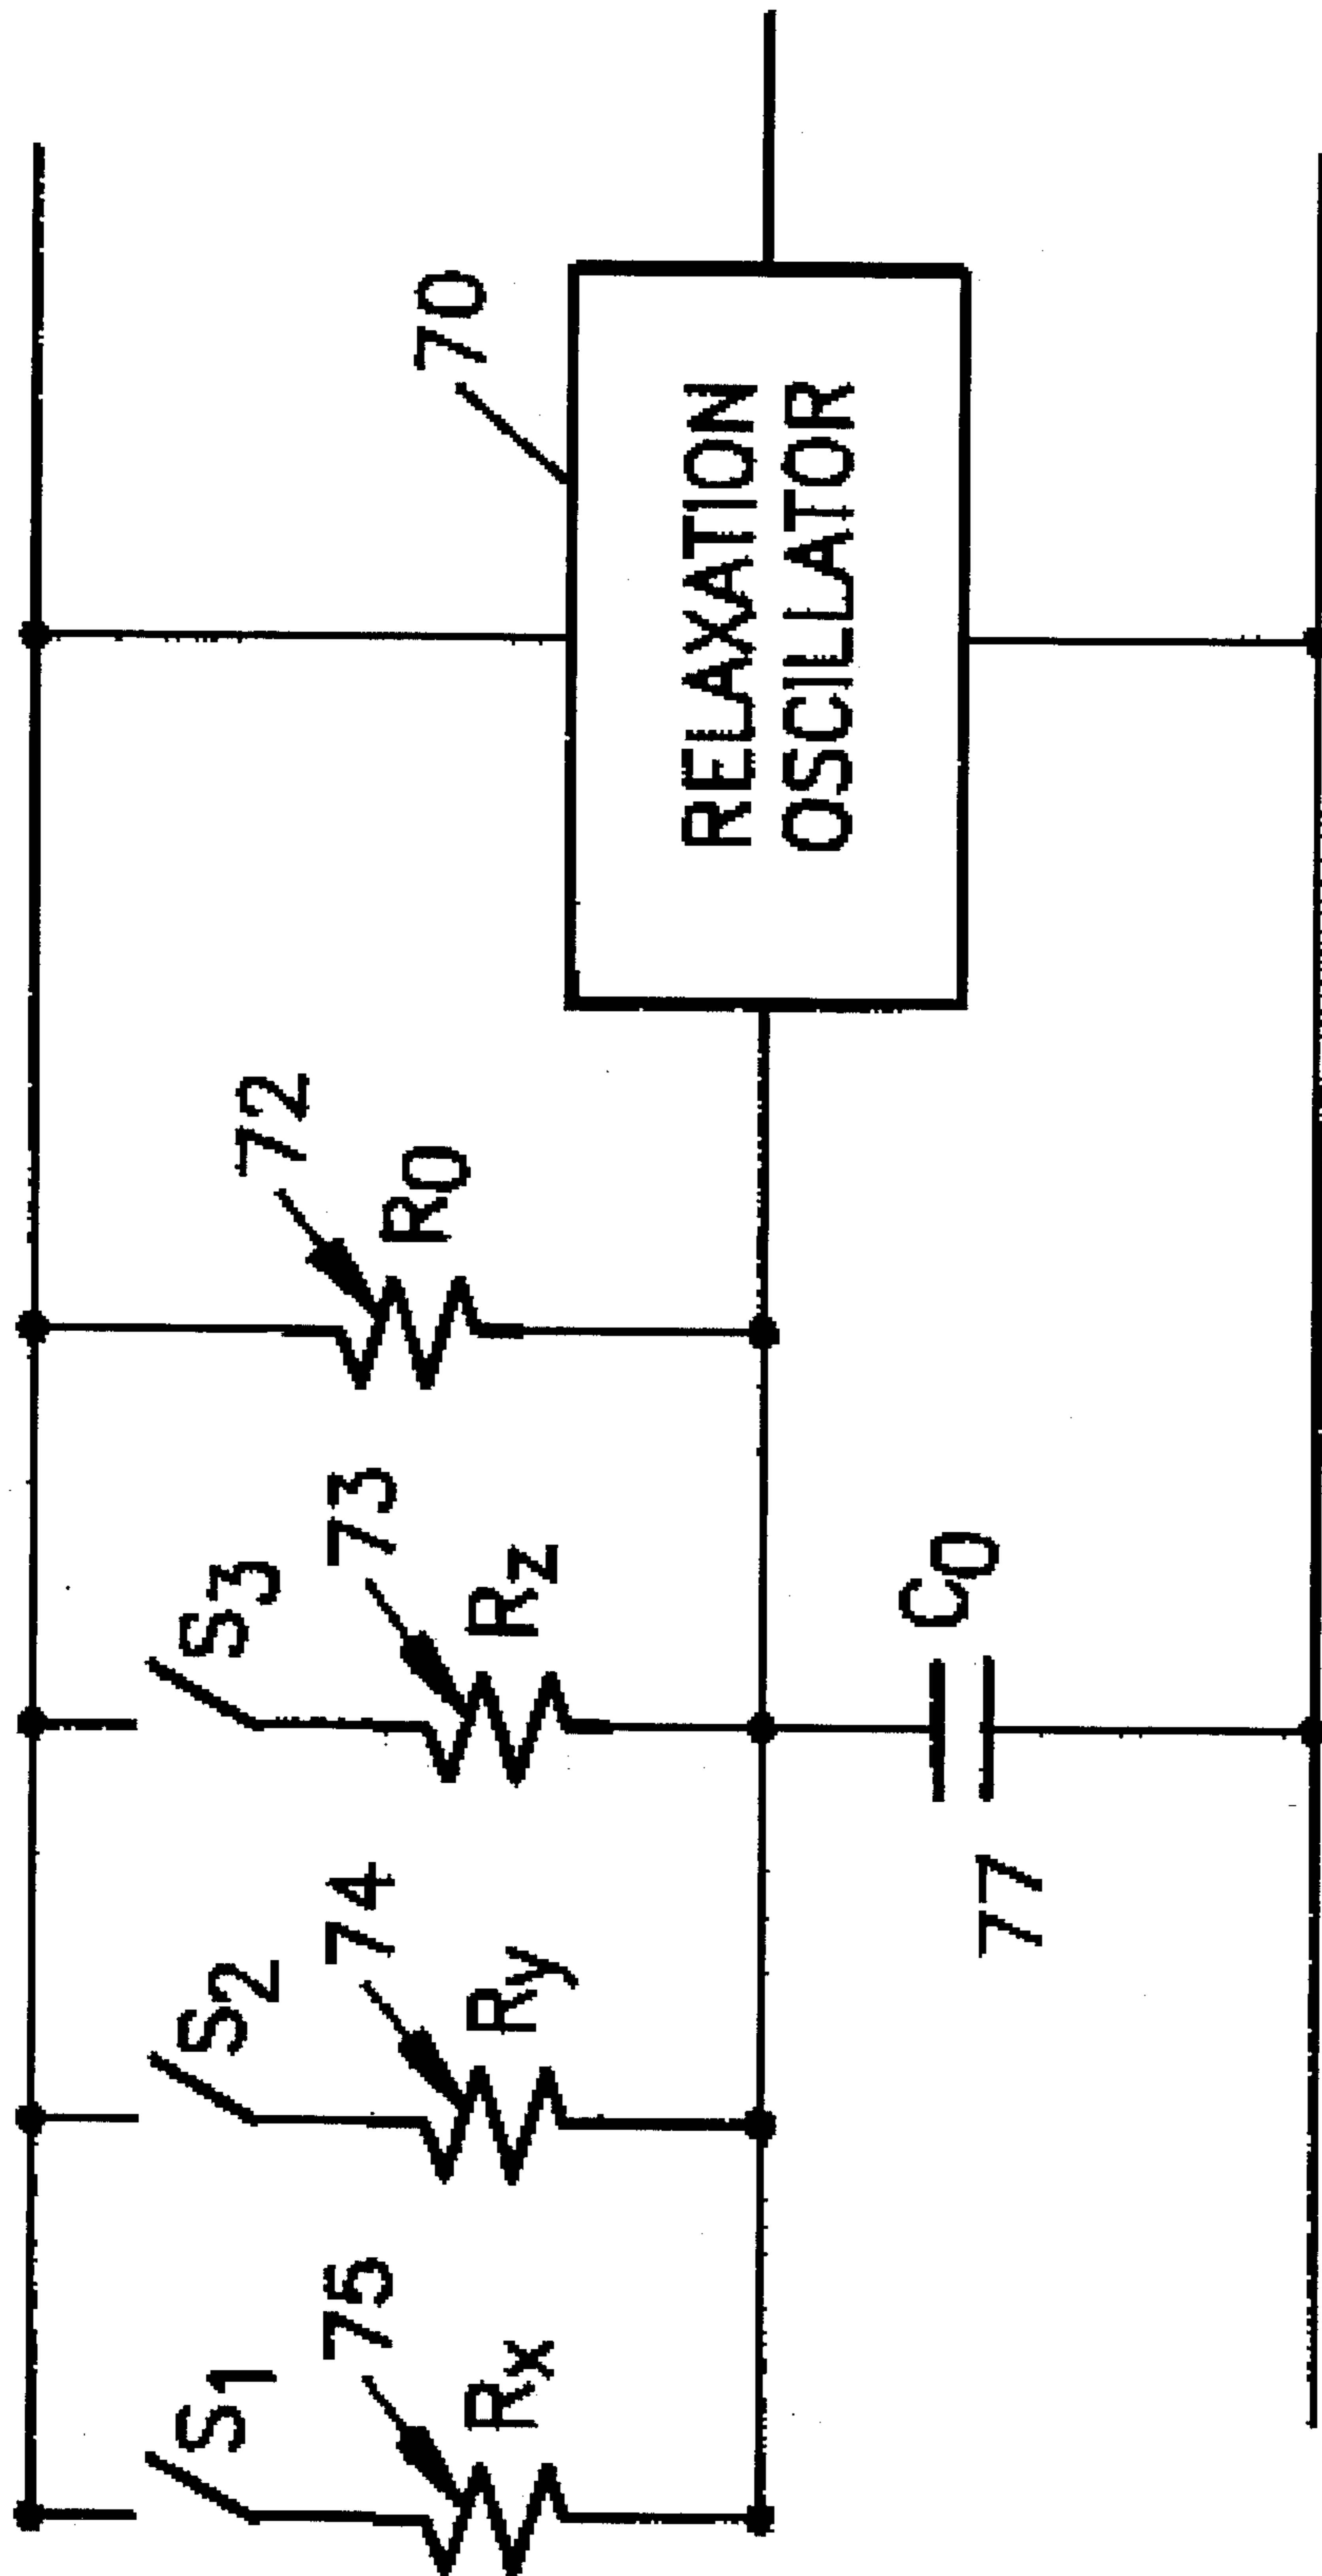 S1
75
Rx
S2
74
Ry
S3
73
Rz
72
R0
C0
77
70
RELAXATION
OSCILLATOR